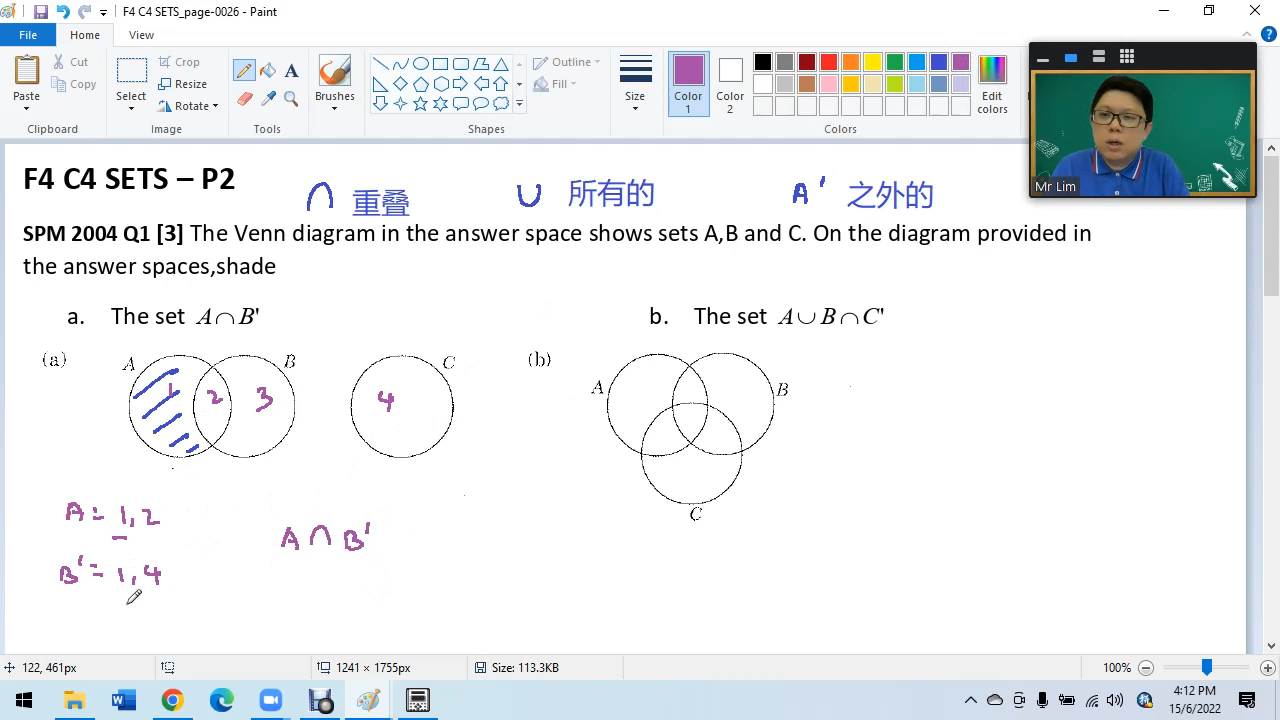 F4 C4 SETS_page-0026 - Paint
File Home View
Paste Cut Copy Clipboard
Select Crop Resize Rotate Image
Tools
Brushes
Outline Fill Shapes
Size
Color 1 Color 2 Edit colors Colors
Mr Lim
F4 C4 SETS – P2
∩ 重叠 ∪ 所有的 A' 之外的
SPM 2004 Q1 [3] The Venn diagram in the answer space shows sets A,B and C. On the diagram provided in
the answer spaces,shade
a. The set A∩B' b. The set A∪B∩C'
(a) A B C (b) A B C
1 2 3 4
A = 1,2
A ∩ B'
B' = 1,4
122, 461px 1241 × 1755px Size: 113.3KB 100%
4:12 PM
15/6/2022